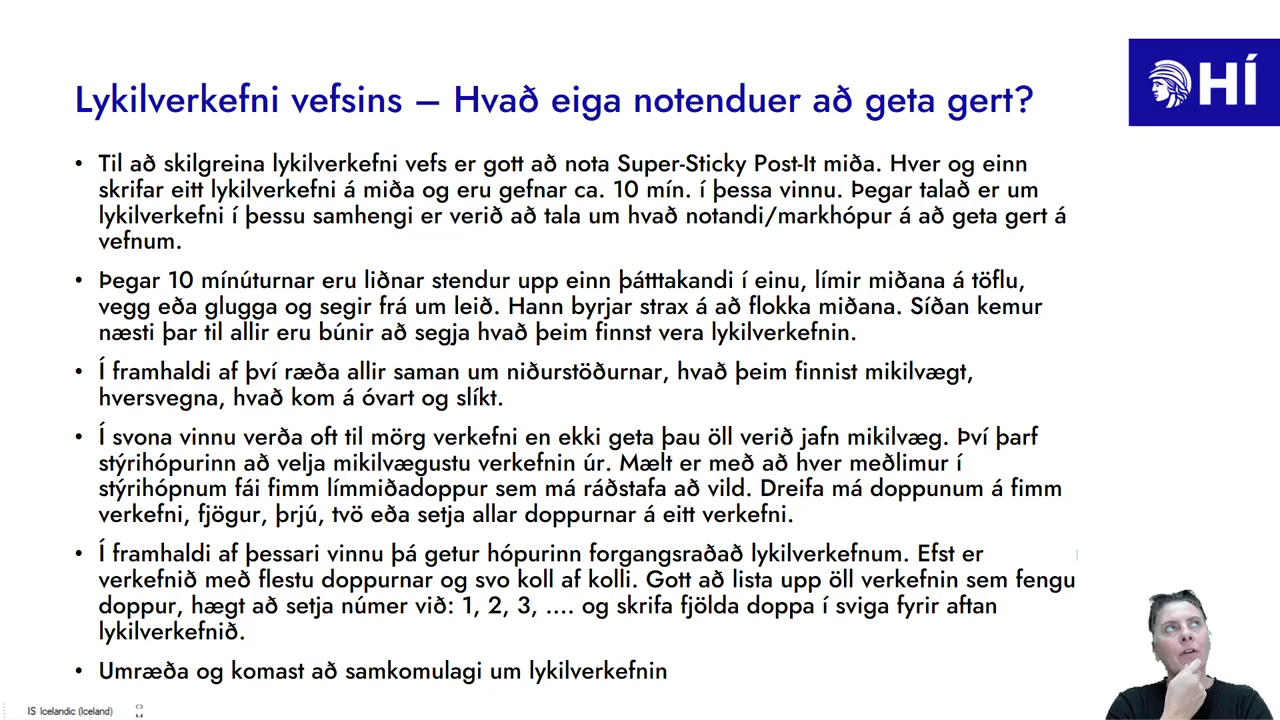 Lykilverkefni vefsins – Hvað eiga notenduer að geta gert?
HÍ
• Til að skilgreina lykilverkefni vefs er gott að nota Super-Sticky Post-It miða. Hver og einn
skrifar eitt lykilverkefni á miða og eru gefnar ca. 10 mín. í þessa vinnu. Þegar talað er um
lykilverkefni í þessu samhengi er verið að tala um hvað notandi/markhópur á að geta gert á
vefnum.
• Þegar 10 mínúturnar eru liðnar stendur upp einn þátttakandi í einu, límir miðana á töflu,
vegg eða glugga og segir frá um leið. Hann byrjar strax á að flokka miðana. Síðan kemur
næsti þar til allir eru búnir að segja hvað þeim finnst vera lykilverkefnin.
• Í framhaldi af því ræða allir saman um niðurstöðurnar, hvað þeim finnist mikilvægt,
hversvegna, hvað kom á óvart og slíkt.
• Í svona vinnu verða oft til mörg verkefni en ekki geta þau öll verið jafn mikilvæg. Því þarf
stýrihópurinn að velja mikilvægustu verkefnin úr. Mælt er með að hver meðlimur í
stýrihópnum fái fimm límmiðadoppur sem má ráðstafa að vild. Dreifa má doppunum á fimm
verkefni, fjögur, þrjú, tvö eða setja allar doppurnar á eitt verkefni.
• Í framhaldi af þessari vinnu þá getur hópurinn forgangsraðað lykilverkefnum. Efst er
verkefnið með flestu doppurnar og svo koll af kolli. Gott að lista upp öll verkefnin sem fengu
doppur, hægt að setja númer við: 1, 2, 3, .... og skrifa fjölda doppa í sviga fyrir aftan
lykilverkefnið.
• Umræða og komast að samkomulagi um lykilverkefnin
IS Icelandic (Iceland)